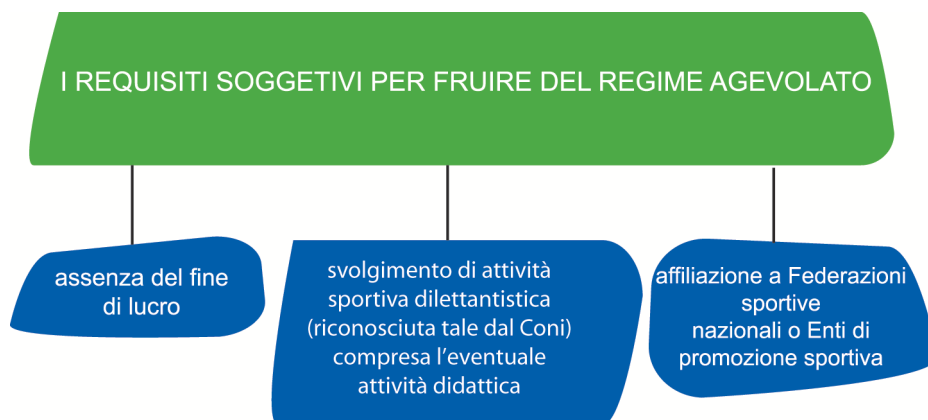 I REQUISITI SOGGETIVI PER FRUIRE DEL REGIME AGEVOLATO
assenza del fine
di lucro
svolgimento di attività
sportiva dilettantistica
(riconosciuta tale dal Coni)
compresa l'eventuale
attività didattica
affiliazione a Federazioni
sportive
nazionali o Enti di
promozione sportiva